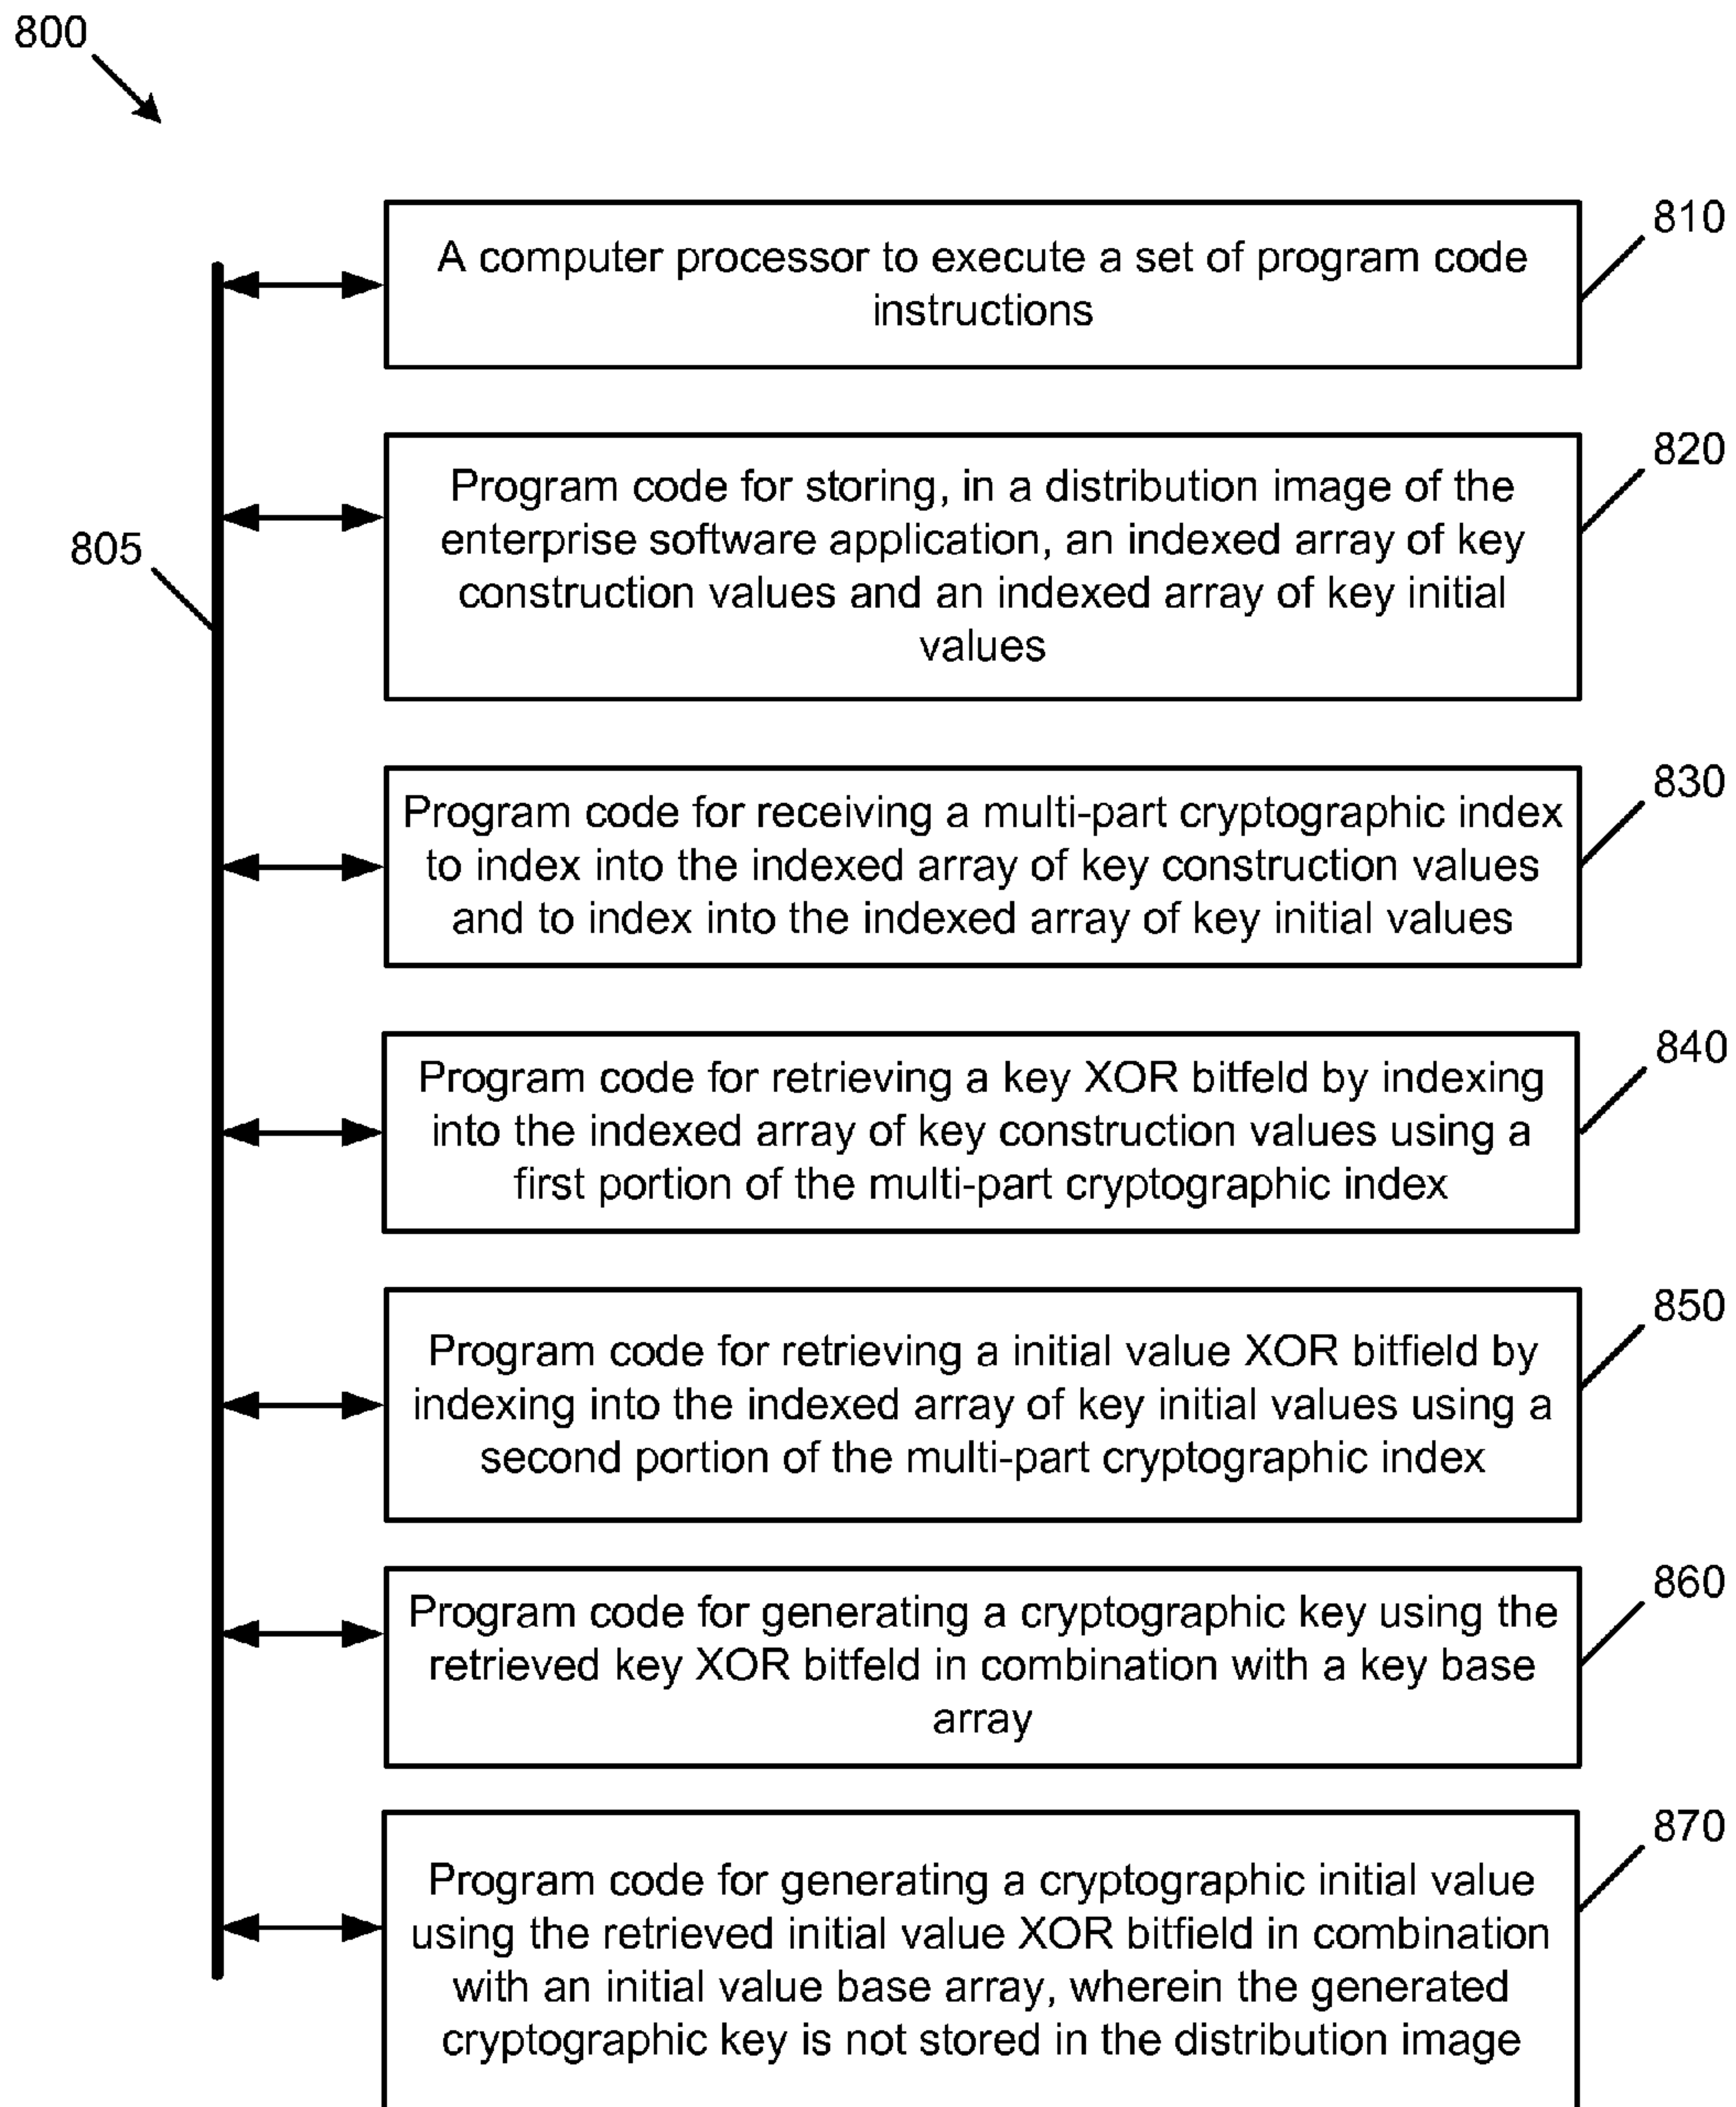 800
810
A computer processor to execute a set of program code
instructions
820
Program code for storing, in a distribution image of the
enterprise software application, an indexed array of key
construction values and an indexed array of key initial
values
805
830
Program code for receiving a multi-part cryptographic index
to index into the indexed array of key construction values
and to index into the indexed array of key initial values
840
Program code for retrieving a key XOR bitfeld by indexing
into the indexed array of key construction values using a
first portion of the multi-part cryptographic index
850
Program code for retrieving a initial value XOR bitfield by
indexing into the indexed array of key initial values using a
second portion of the multi-part cryptographic index
860
Program code for generating a cryptographic key using the
retrieved key XOR bitfeld in combination with a key base
array
870
Program code for generating a cryptographic initial value
using the retrieved initial value XOR bitfield in combination
with an initial value base array, wherein the generated
cryptographic key is not stored in the distribution image